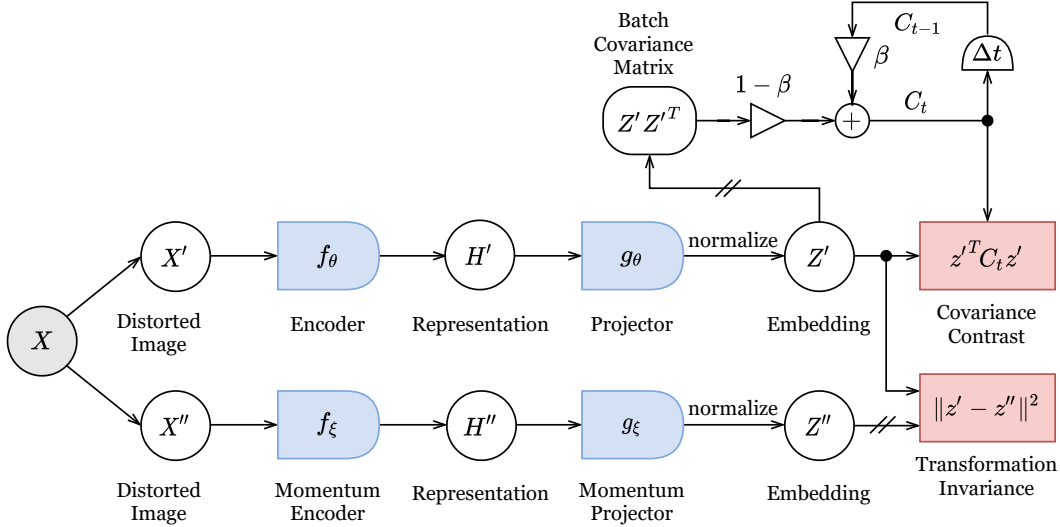 Batch
Covariance
Matrix
C_{t−1}
Δt
β
1 − β
C_t
Z′Z′^T
+
X
X′
f_θ
H′
g_θ
normalize
Z′
z′^T C_t z′
Distorted
Image
Encoder
Representation
Projector
Embedding
Covariance
Contrast
X″
f_ξ
H″
g_ξ
normalize
Z″
‖z′ − z″‖²
Distorted
Image
Momentum
Encoder
Representation
Momentum
Projector
Embedding
Transformation
Invariance